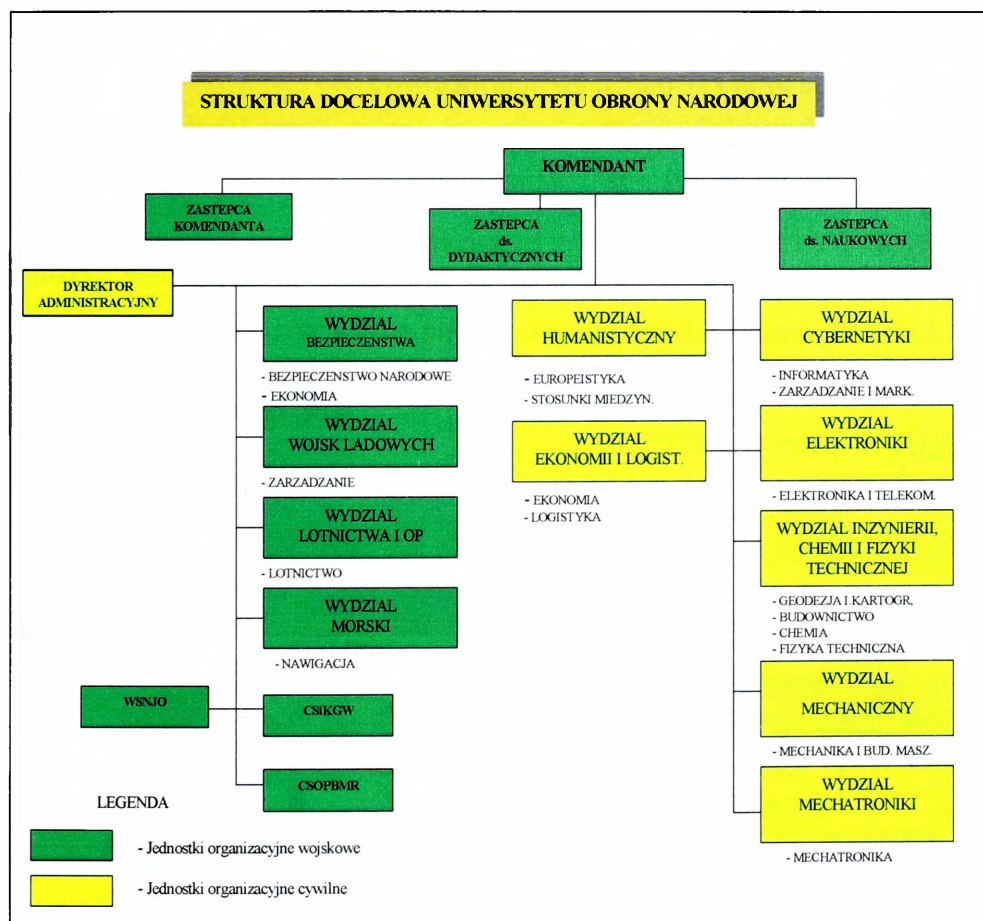 STRUKTURA DOCELOWA UNIWERSYTETU OBRONY NARODOWEJ
KOMENDANT
ZASTEPCA
KOMENDANTA
ZASTEPCA
ds.
DYDAKTYCZNYCH
ZASTEPCA
ds. NAUKOWYCH
DYREKTOR
ADMINISTRACYJNY
WYDZIAL
BEZPIECZENSTWA
- BEZPIECZENSTWO NARODOWE
- EKONOMIA
WYDZIAL
WOJSK LADOWYCH
- ZARZADZANIE
WYDZIAL
LOTNICTWA I OP
- LOTNICTWO
WYDZIAL
MORSKI
- NAWIGACJA
WSNJO
CSiKGW
CSOPBMR
WYDZIAL
HUMANISTYCZNY
- EUROPEISTYKA
- STOSUNKI MIEDZYN.
WYDZIAL
EKONOMII I LOGIST.
- EKONOMIA
- LOGISTYKA
WYDZIAL
CYBERNETYKI
- INFORMATYKA
- ZARZADZANIE I MARK.
WYDZIAL
ELEKTRONIKI
- ELEKTRONIKA I TELEKOM.
WYDZIAL INZYNIERII,
CHEMII I FIZYKI
TECHNICZNEJ
- GEODEZJA I.KARTOGR,
- BUDOWNICTWO
- CHEMIA
- FIZYKA TECHNICZNA
WYDZIAL
MECHANICZNY
- MECHANIKA I BUD. MASZ.
WYDZIAL
MECHATRONIKI
- MECHATRONIKA
LEGENDA
- Jednostki organizacyjne wojskowe
- Jednostki organizacyjne cywilne